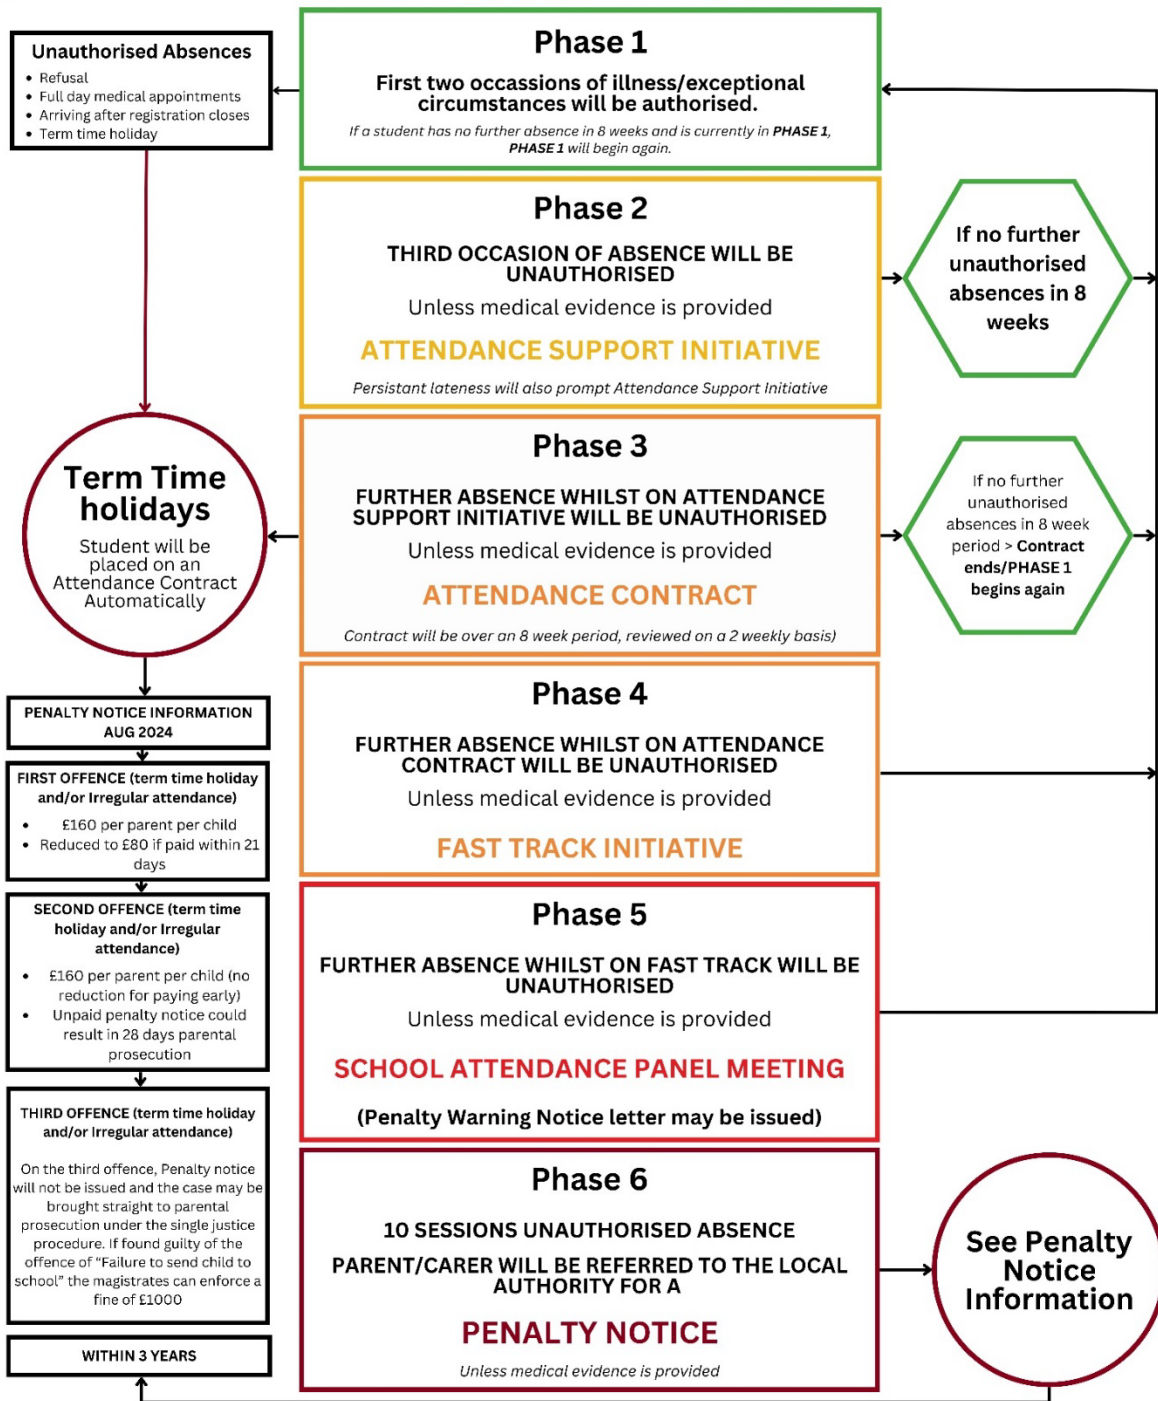 Unauthorised Absences
• Refusal
• Full day medical appointments
• Arriving after registration closes
• Term time holiday
Phase 1
First two occassions of illness/exceptional
circumstances will be authorised.
If a student has no further absence in 8 weeks and is currently in PHASE 1,
PHASE 1 will begin again.
Phase 2
THIRD OCCASION OF ABSENCE WILL BE
UNAUTHORISED
Unless medical evidence is provided
ATTENDANCE SUPPORT INITIATIVE
Persistant lateness will also prompt Attendance Support Initiative
If no further
unauthorised
absences in 8
weeks
Phase 3
FURTHER ABSENCE WHILST ON ATTENDANCE
SUPPORT INITIATIVE WILL BE UNAUTHORISED
Unless medical evidence is provided
ATTENDANCE CONTRACT
Contract will be over an 8 week period, reviewed on a 2 weekly basis)
If no further
unauthorised
absences in 8 week
period > Contract
ends/PHASE 1
begins again
Term Time
holidays
Student will be
placed on an
Attendance Contract
Automatically
Phase 4
FURTHER ABSENCE WHILST ON ATTENDANCE
CONTRACT WILL BE UNAUTHORISED
Unless medical evidence is provided
FAST TRACK INITIATIVE
PENALTY NOTICE INFORMATION
AUG 2024
FIRST OFFENCE (term time holiday
and/or Irregular attendance)
• £160 per parent per child
• Reduced to £80 if paid within 21
days
SECOND OFFENCE (term time
holiday and/or Irregular
attendance)
• £160 per parent per child (no
reduction for paying early)
• Unpaid penalty notice could
result in 28 days parental
prosecution
THIRD OFFENCE (term time holiday
and/or Irregular attendance)
On the third offence, Penalty notice
will not be issued and the case may be
brought straight to parental
prosecution under the single justice
procedure. If found guilty of the
offence of “Failure to send child to
school” the magistrates can enforce a
fine of £1000
WITHIN 3 YEARS
Phase 5
FURTHER ABSENCE WHILST ON FAST TRACK WILL BE
UNAUTHORISED
Unless medical evidence is provided
SCHOOL ATTENDANCE PANEL MEETING
(Penalty Warning Notice letter may be issued)
Phase 6
10 SESSIONS UNAUTHORISED ABSENCE
PARENT/CARER WILL BE REFERRED TO THE LOCAL
AUTHORITY FOR A
PENALTY NOTICE
Unless medical evidence is provided
See Penalty
Notice
Information